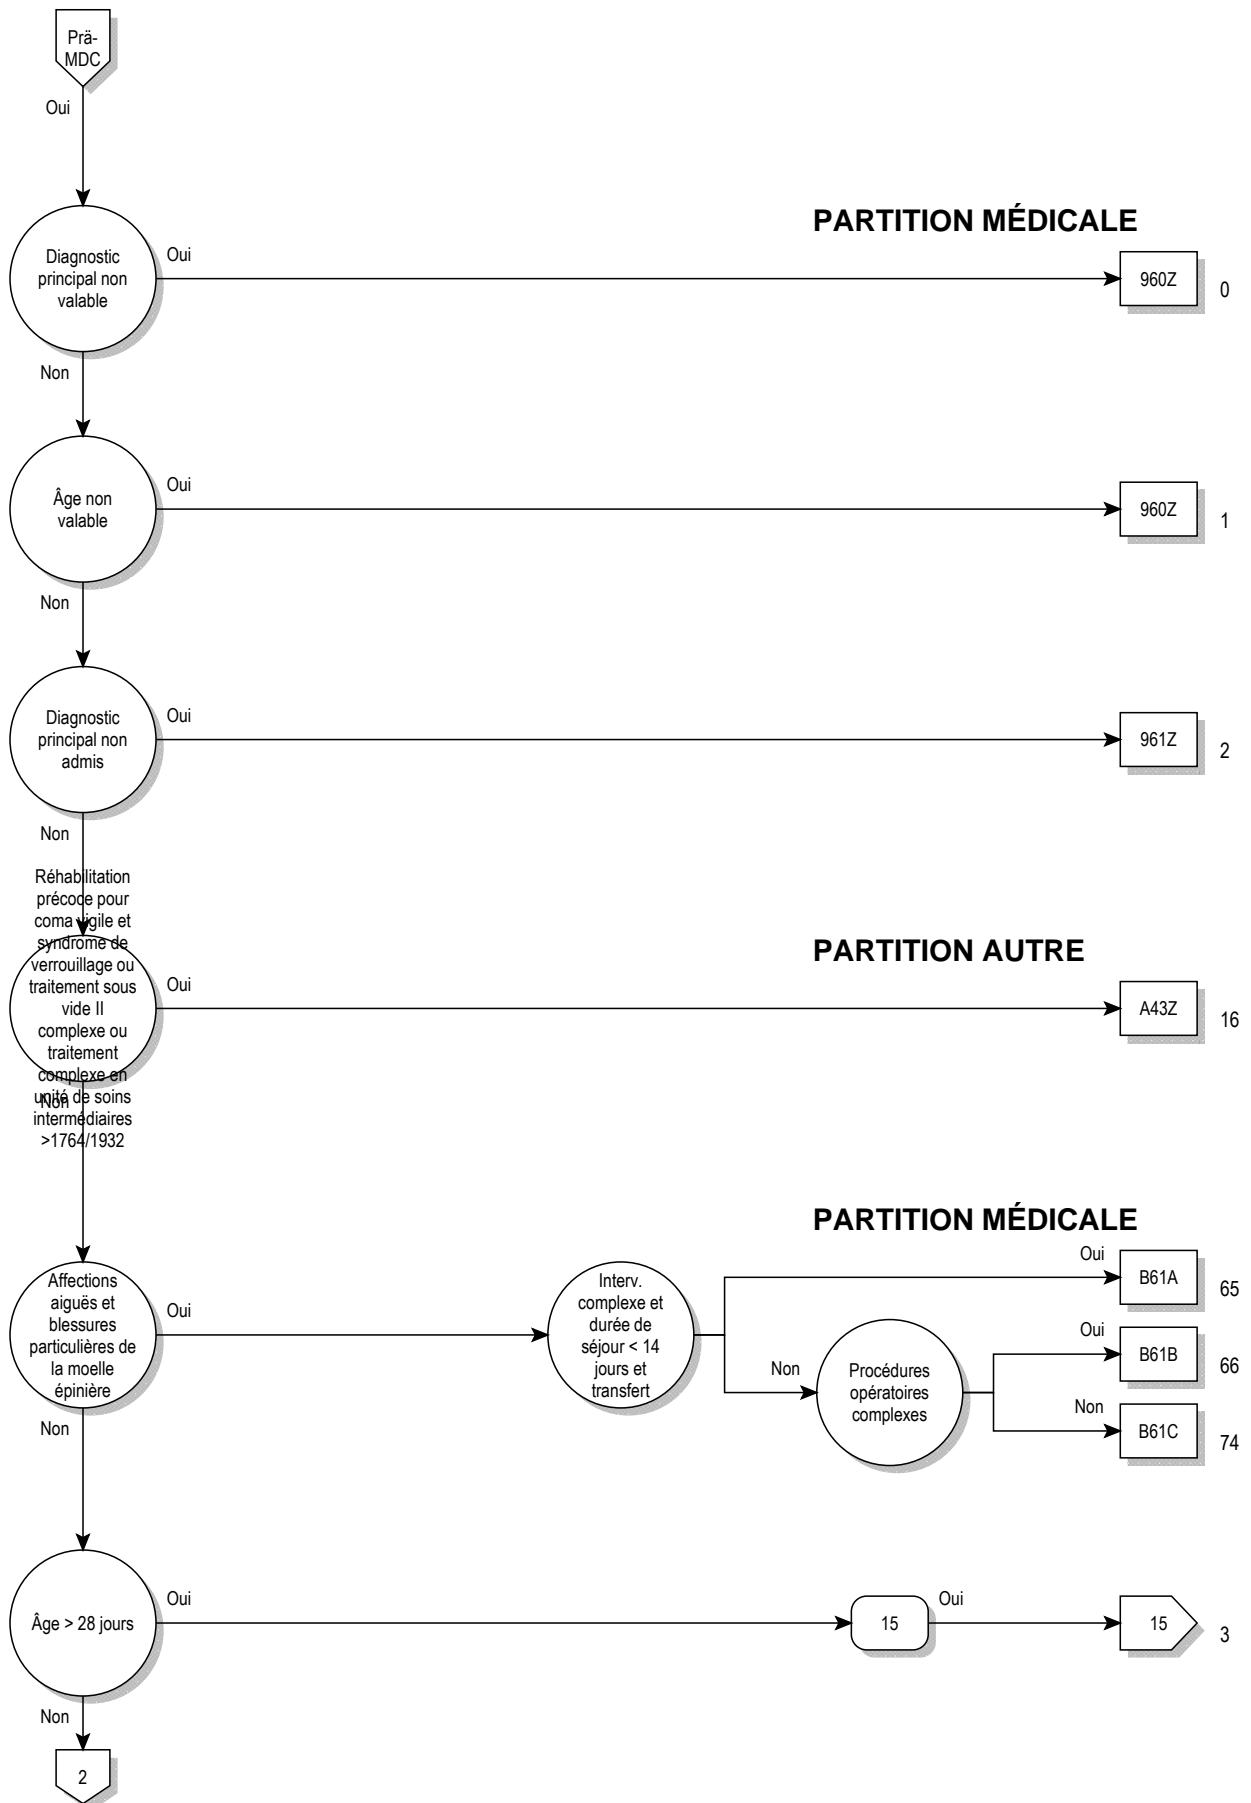 Prä-
MDC
Oui
PARTITION MÉDICALE
Diagnostic
principal non
valable
Oui
960Z
0
Non
Âge non
valable
Oui
960Z
1
Non
Diagnostic
principal non
admis
Oui
961Z
2
Non
PARTITION AUTRE
Réhabilitation
précoce pour
coma vigile et
syndrome de
verrouillage ou
traitement sous
vide II
complexe ou
traitement
complexe en
unité de soins
intermédiaires
>1764/1932
Oui
A43Z
16
Non
PARTITION MÉDICALE
Affections
aiguës et
blessures
particulières de
la moelle
épinière
Oui
Interv.
complexe et
durée de
séjour < 14
jours et
transfert
Oui
B61A
65
Non
Procédures
opératoires
complexes
Oui
B61B
66
Non
B61C
74
Non
Âge > 28 jours
Oui
15
Oui
15
3
Non
2